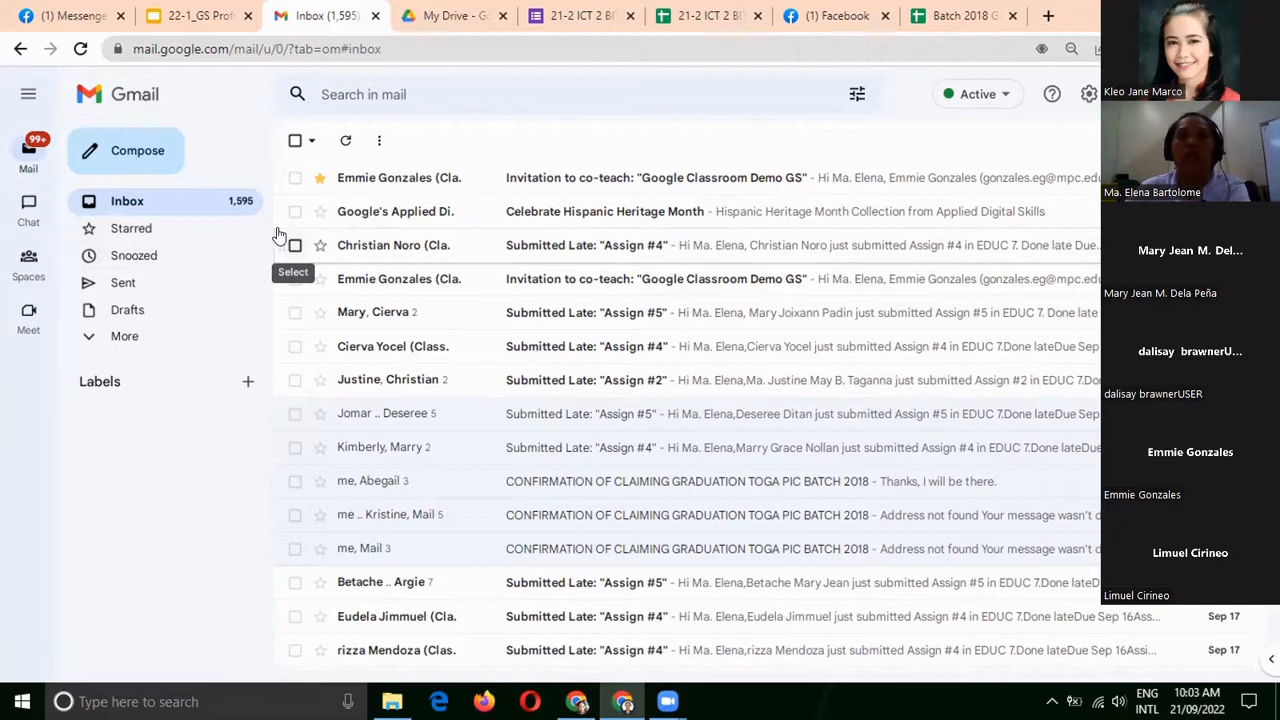 (1) Messenge
22-1_GS Prof
Inbox (1,595)
My Drive - Go
21-2 ICT 2 BI
21-2 ICT 2 BI
(1) Facebook
Batch 2018 G
mail.google.com/mail/u/0/?tab=om#inbox
Gmail
Search in mail
Active
99+
Mail
Chat
Spaces
Meet
Compose
Inbox 1,595
Starred
Snoozed
Sent
Drafts
More
Labels
Select
Emmie Gonzales (Cla. Invitation to co-teach: "Google Classroom Demo GS" - Hi Ma. Elena, Emmie Gonzales (gonzales.eg@mpc.edu
Google's Applied Di. Celebrate Hispanic Heritage Month - Hispanic Heritage Month Collection from Applied Digital Skills
Christian Noro (Cla. Submitted Late: "Assign #4" - Hi Ma. Elena, Christian Noro just submitted Assign #4 in EDUC 7. Done late Due...
Emmie Gonzales (Cla. Invitation to co-teach: "Google Classroom Demo GS" - Hi Ma. Elena, Emmie Gonzales (gonzales.eg@mpc.edu
Mary, Cierva 2 Submitted Late: "Assign #5" - Hi Ma. Elena, Mary Joixann Padin just submitted Assign #5 in EDUC 7. Done late
Cierva Yocel (Class. Submitted Late: "Assign #4" - Hi Ma. Elena,Cierva Yocel just submitted Assign #4 in EDUC 7.Done lateDue Sep
Justine, Christian 2 Submitted Late: "Assign #2" - Hi Ma. Elena,Ma. Justine May B. Taganna just submitted Assign #2 in EDUC 7.Done
Jomar .. Deseree 5 Submitted Late: "Assign #5" - Hi Ma. Elena,Deseree Ditan just submitted Assign #5 in EDUC 7.Done lateDue Sep
Kimberly, Marry 2 Submitted Late: "Assign #4" - Hi Ma. Elena,Marry Grace Nollan just submitted Assign #4 in EDUC 7.Done lateDue
me, Abegail 3 CONFIRMATION OF CLAIMING GRADUATION TOGA PIC BATCH 2018 - Thanks, I will be there.
me .. Kristine, Mail 5 CONFIRMATION OF CLAIMING GRADUATION TOGA PIC BATCH 2018 - Address not found Your message wasn't d
me, Mail 3 CONFIRMATION OF CLAIMING GRADUATION TOGA PIC BATCH 2018 - Address not found Your message wasn't d
Betache .. Argie 7 Submitted Late: "Assign #5" - Hi Ma. Elena,Betache Mary Jean just submitted Assign #5 in EDUC 7.Done lateD
Eudela Jimmuel (Cla. Submitted Late: "Assign #4" - Hi Ma. Elena,Eudela Jimmuel just submitted Assign #4 in EDUC 7.Done lateDue Sep 16Ass... Sep 17
rizza Mendoza (Clas. Submitted Late: "Assign #4" - Hi Ma. Elena,rizza Mendoza just submitted Assign #4 in EDUC 7.Done lateDue Sep 16Assi... Sep 17
Kleo Jane Marco
Ma. Elena Bartolome
Mary Jean M. Del...
Mary Jean M. Dela Peña
dalisay brawnerU...
dalisay brawnerUSER
Emmie Gonzales
Emmie Gonzales
Limuel Cirineo
Limuel Cirineo
Type here to search
ENG
INTL
10:03 AM
21/09/2022